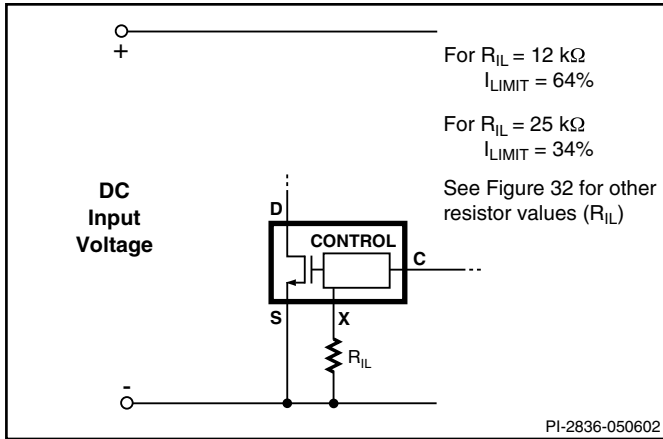 +
For R_IL = 12 kΩ
I_LIMIT = 64%
For R_IL = 25 kΩ
I_LIMIT = 34%
See Figure 32 for other
resistor values (R_IL)
DC
Input
Voltage
D
CONTROL
C
S
X
R_IL
-
PI-2836-050602